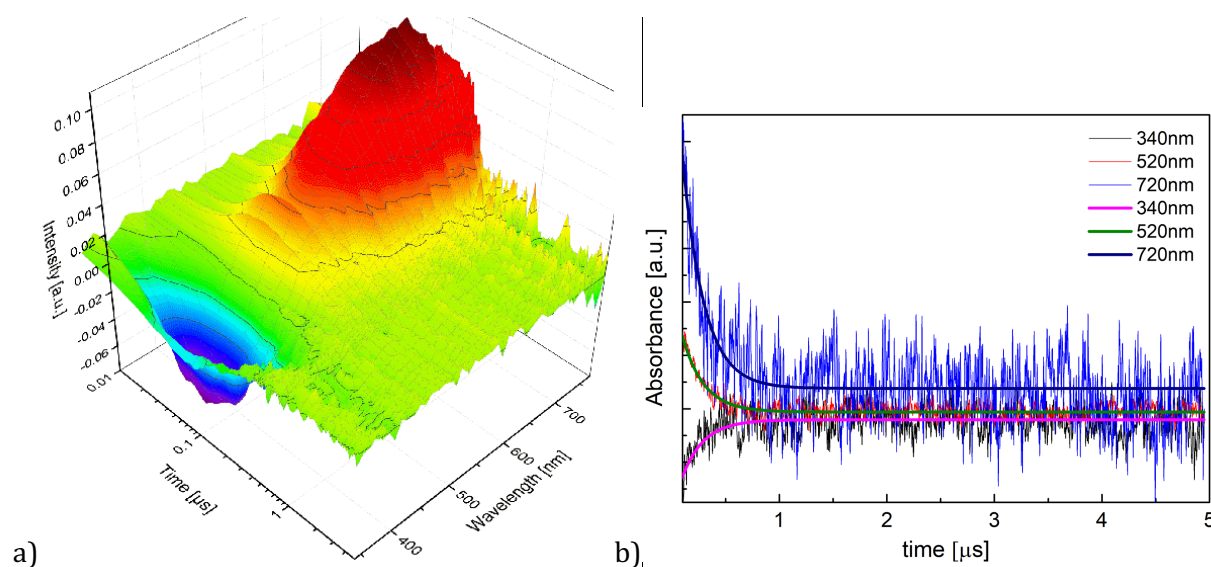 0.10
0.08
0.06
0.04
0.02
0.00
-0.02
-0.04
-0.06
Intensity [a.u.]
0.01
0.1
1
Time [µs]
400
500
600
700
Wavelength [nm]
a)
340nm
520nm
720nm
340nm
520nm
720nm
Absorbance [a.u.]
1
2
3
4
5
time [µs]
b)